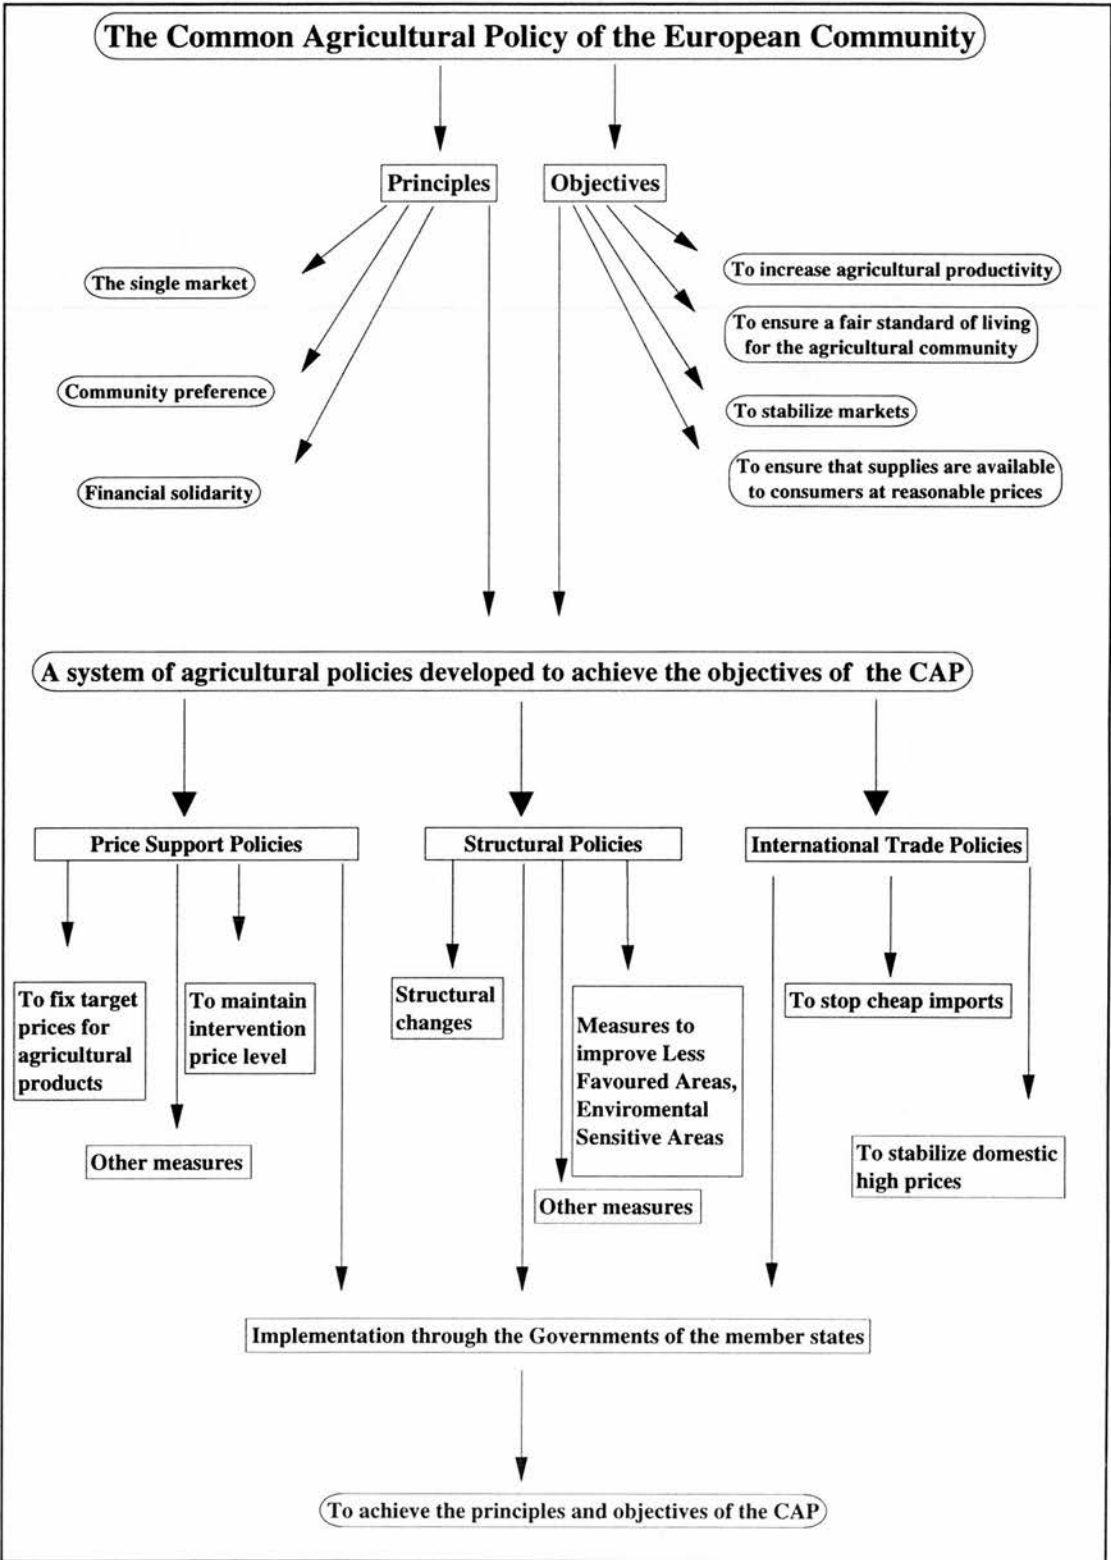 The Common Agricultural Policy of the European Community
Principles
Objectives
The single market
Community preference
Financial solidarity
To increase agricultural productivity
To ensure a fair standard of living
for the agricultural community
To stabilize markets
To ensure that supplies are available
to consumers at reasonable prices
A system of agricultural policies developed to achieve the objectives of the CAP
Price Support Policies
Structural Policies
International Trade Policies
To fix target
prices for
agricultural
products
To maintain
intervention
price level
Other measures
Structural
changes
Measures to
improve Less
Favoured Areas,
Enviromental
Sensitive Areas
Other measures
To stop cheap imports
To stabilize domestic
high prices
Implementation through the Governments of the member states
To achieve the principles and objectives of the CAP